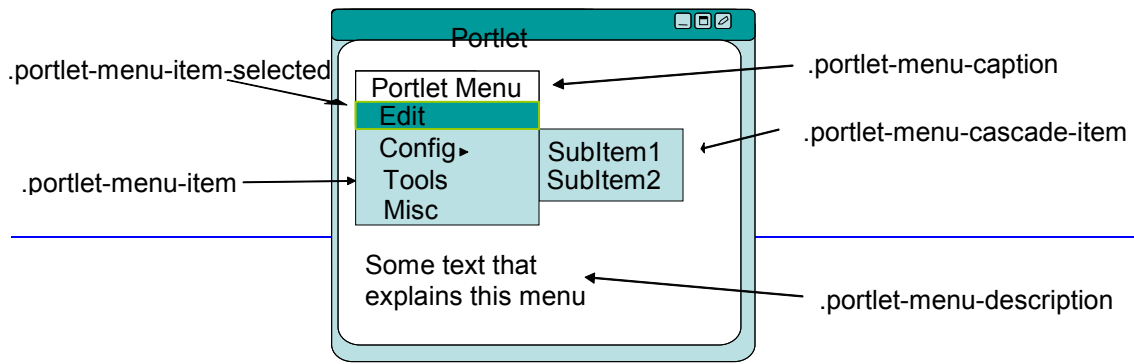 Portlet
.portlet-menu-item-selected
.portlet-menu-caption
Portlet Menu
Edit
.portlet-menu-cascade-item
Config
SubItem1
.portlet-menu-item
Tools
SubItem2
Misc
Some text that
explains this menu
.portlet-menu-description